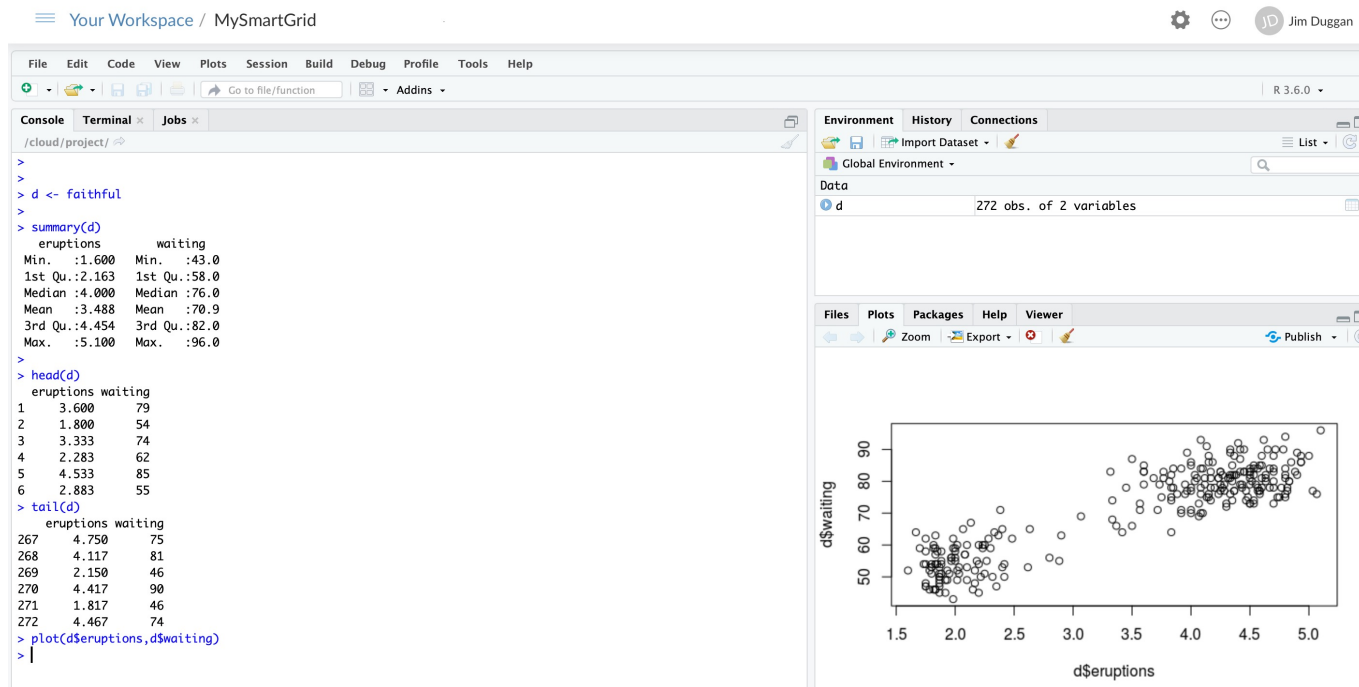 Your Workspace / MySmartGrid
JD Jim Duggan
File Edit Code View Plots Session Build Debug Profile Tools Help
Go to file/function Addins R 3.6.0
Console Terminal Jobs
/cloud/project/
>
>
> d <- faithful
>
> summary(d)
eruptions waiting
Min. :1.600 Min. :43.0
1st Qu.:2.163 1st Qu.:58.0
Median :4.000 Median :76.0
Mean :3.488 Mean :70.9
3rd Qu.:4.454 3rd Qu.:82.0
Max. :5.100 Max. :96.0
>
> head(d)
eruptions waiting
1 3.600 79
2 1.800 54
3 3.333 74
4 2.283 62
5 4.533 85
6 2.883 55
> tail(d)
eruptions waiting
267 4.750 75
268 4.117 81
269 2.150 46
270 4.417 90
271 1.817 46
272 4.467 74
> plot(d$eruptions,d$waiting)
>
Environment History Connections
Import Dataset List
Global Environment
Data
d 272 obs. of 2 variables
Files Plots Packages Help Viewer
Zoom Export Publish
90
80
70
60
50
d$waiting
1.5 2.0 2.5 3.0 3.5 4.0 4.5 5.0
d$eruptions